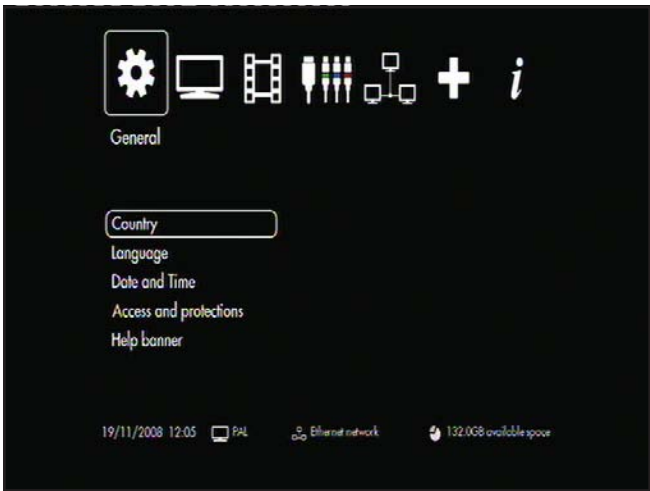 General
Country
Language
Date and Time
Access and protections
Help banner
19/11/2008 12:05 PAL Ethernet network 132.0GB available space